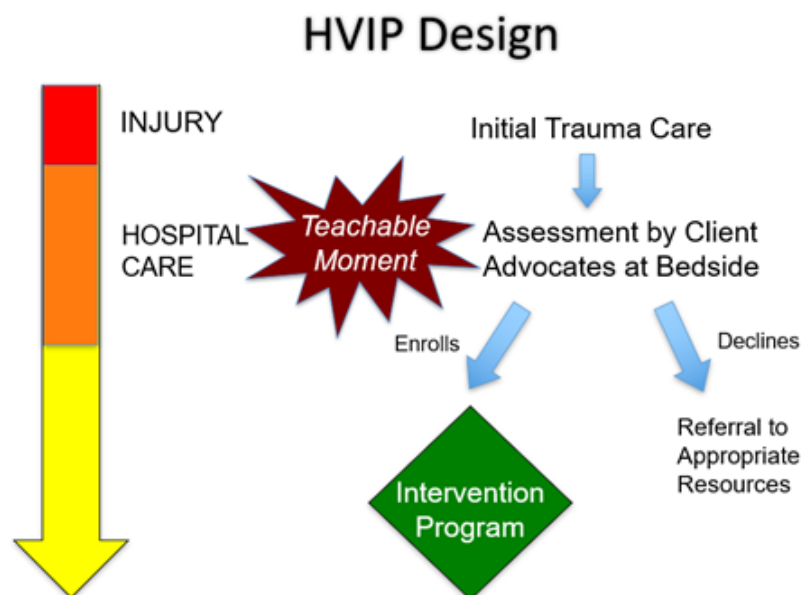 HVIP Design
INJURY
Initial Trauma Care
Teachable
Moment
HOSPITAL
CARE
Assessment by Client
Advocates at Bedside
Enrolls
Declines
Intervention
Program
Referral to
Appropriate
Resources